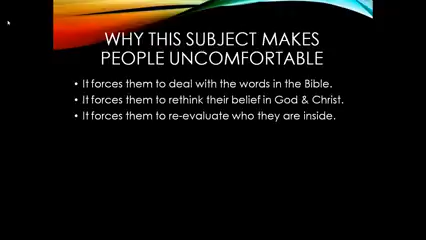 WHY THIS SUBJECT MAKES
PEOPLE UNCOMFORTABLE
• It forces them to deal with the words in the Bible.
• It forces them to rethink their belief in God & Christ.
• It forces them to re-evaluate who they are inside.